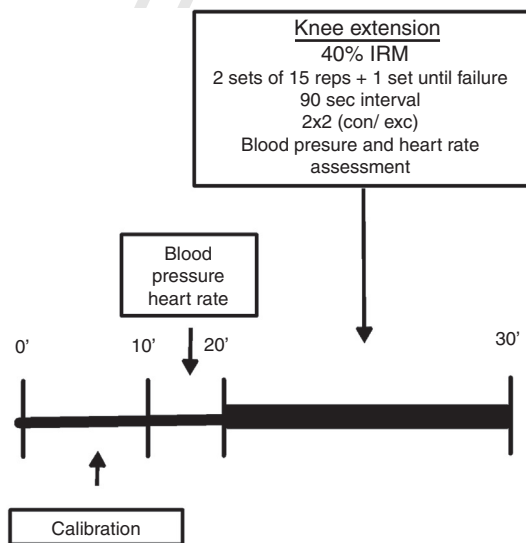 Knee extension
40% IRM
2 sets of 15 reps + 1 set until failure
90 sec interval
2x2 (con/ exc)
Blood presure and heart rate
assessment
Blood
pressure
heart rate
0'
10'
20'
30'
Calibration